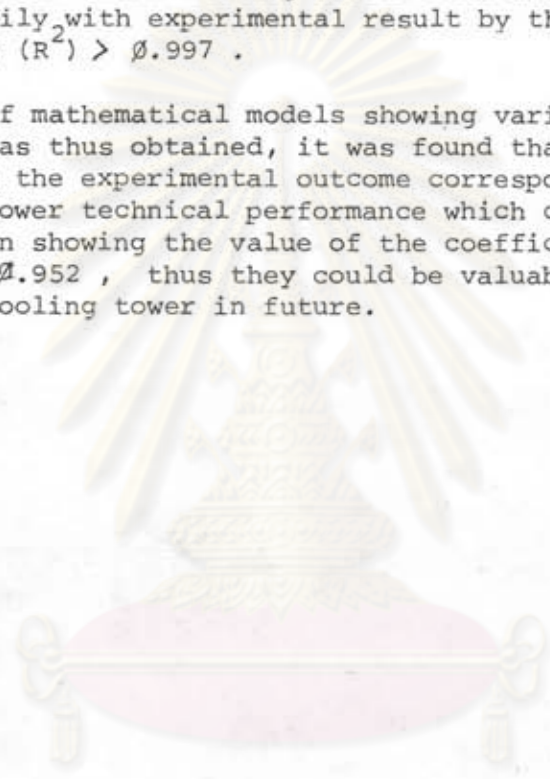 ily with experimental result by th
(R²) > Ø.997 .
f mathematical models showing vari
as thus obtained, it was found tha
the experimental outcome correspo
ower technical performance which c
n showing the value of the coeffic
Ø.952 , thus they could be valuab
ooling tower in future.